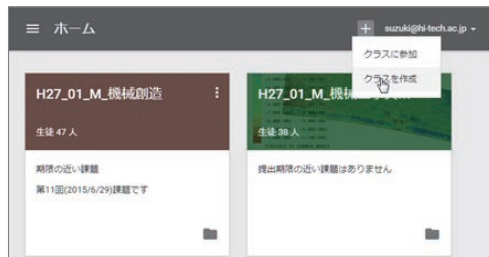 ホーム
+ suzuki@hi-tech.ac.jp
クラスに参加
クラスを作成
H27_01_M_機械創造
生徒 47 人
期限の近い課題
第11回(2015/6/29)課題です
H27_01_M_機械
生徒 38 人
提出期限の近い課題はありません